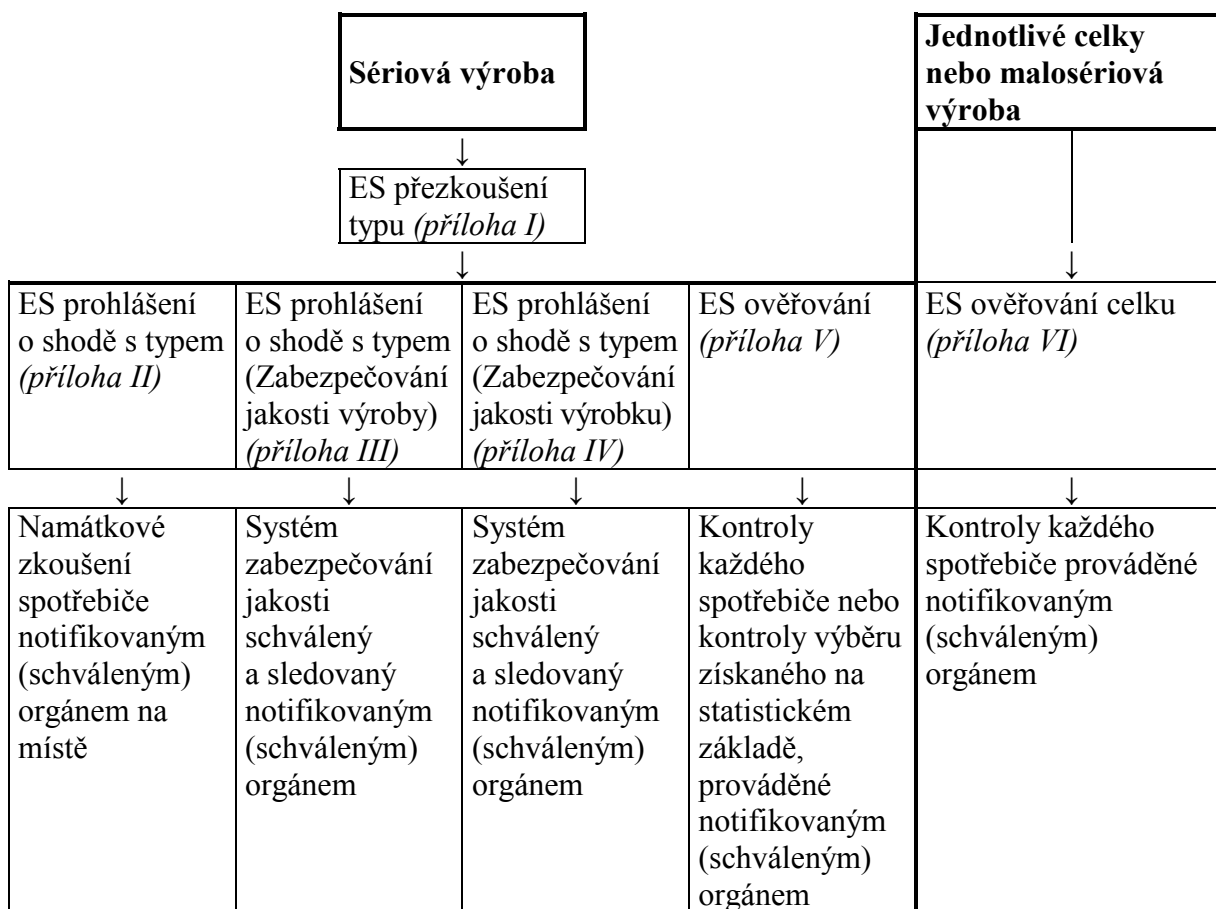 Sériová výroba
Jednotlivé celky
nebo malosériová
výroba
↓
ES přezkoušení
typu (příloha I)
↓
↓
ES prohlášení
o shodě s typem
(příloha II)
ES prohlášení
o shodě s typem
(Zabezpečování
jakosti výroby)
(příloha III)
ES prohlášení
o shodě s typem
(Zabezpečování
jakosti výrobku)
(příloha IV)
ES ověřování
(příloha V)
ES ověřování celku
(příloha VI)
↓ ↓ ↓ ↓ ↓
Namátkové
zkoušení
spotřebiče
notifikovaným
(schváleným)
orgánem na
místě
Systém
zabezpečování
jakosti
schválený
a sledovaný
notifikovaným
(schváleným)
orgánem
Systém
zabezpečování
jakosti
schválený
a sledovaný
notifikovaným
(schváleným)
orgánem
Kontroly
každého
spotřebiče nebo
kontroly výběru
získaného na
statistickém
základě,
prováděné
notifikovaným
(schváleným)
orgánem
Kontroly každého
spotřebiče prováděné
notifikovaným
(schváleným)
orgánem